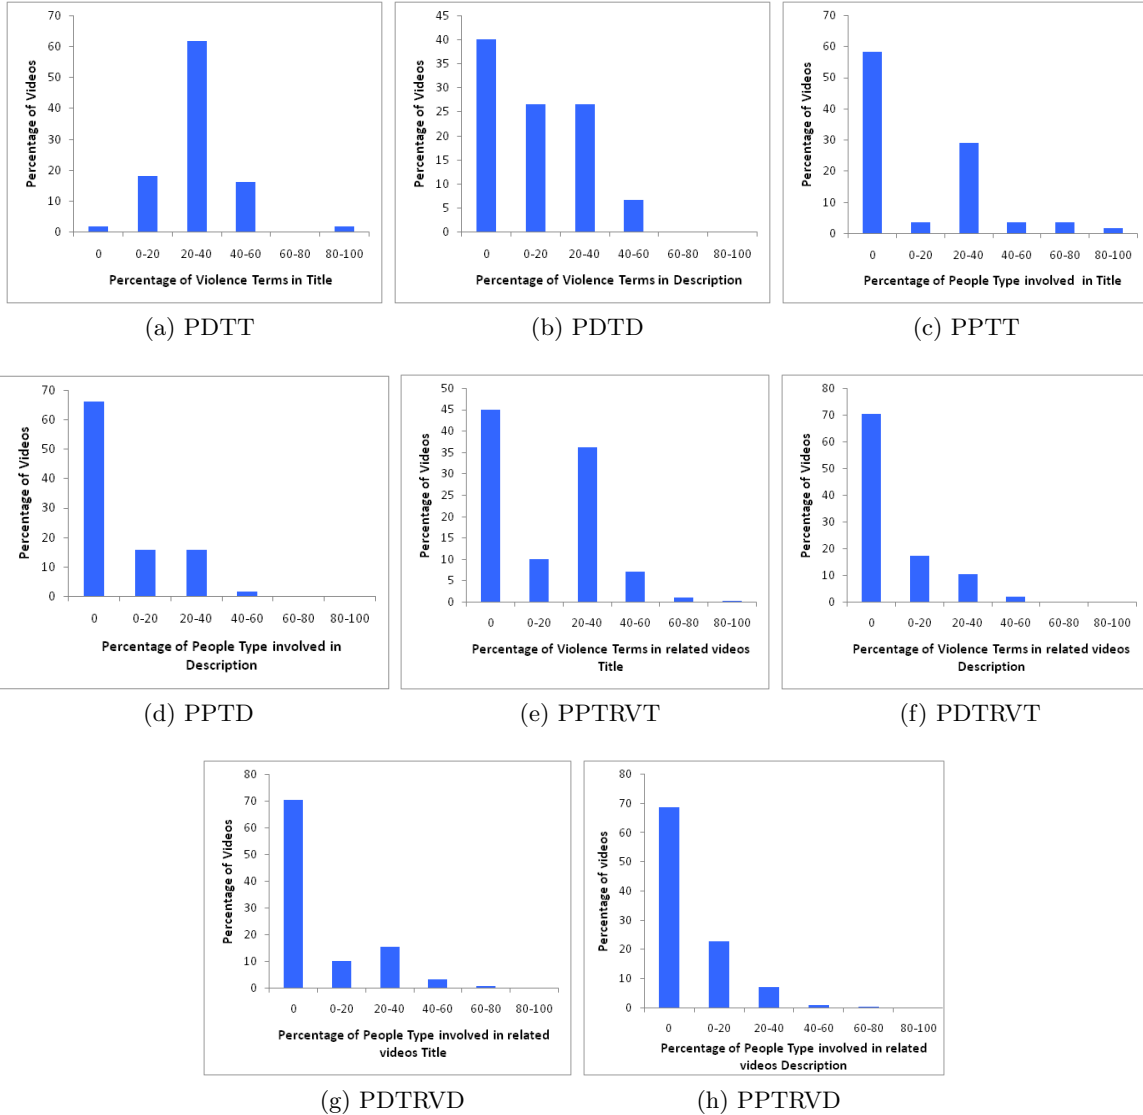 70
60
50
40
30
20
10
0
Percentage of Videos
0 0-20 20-40 40-60 60-80 80-100
Percentage of Violence Terms in Title
(a) PDTT
45
40
35
30
25
20
15
10
5
0
Percentage of Videos
0 0-20 20-40 40-60 60-80 80-100
Percentage of Violence Terms in Description
(b) PDTD
70
60
50
40
30
20
10
0
Percentage of Videos
0 0-20 20-40 40-60 60-80 80-100
Percentage of People Type involved in Title
(c) PPTT
70
60
50
40
30
20
10
0
Percentage of Videos
0 0-20 20-40 40-60 60-80 80-100
Percentage of People Type involved in
Description
(d) PPTD
50
45
40
35
30
25
20
15
10
5
0
Percentage of Videos
0 0-20 20-40 40-60 60-80 80-100
Percentage of Violence Terms in related videos
Title
(e) PPTRVT
80
70
60
50
40
30
20
10
0
Percentage of Videos
0 0-20 20-40 40-60 60-80 80-100
Percentage of Violence Terms in related videos
Description
(f) PDTRVT
80
70
60
50
40
30
20
10
0
Percentage of Videos
0 0-20 20-40 40-60 60-80 80-100
Percentage of People Type involved in related
videos Title
(g) PDTRVD
80
70
60
50
40
30
20
10
0
Percentage of videos
0 0-20 20-40 40-60 60-80 80-100
Percentage of People Type involved in related
videos Description
(h) PPTRVD